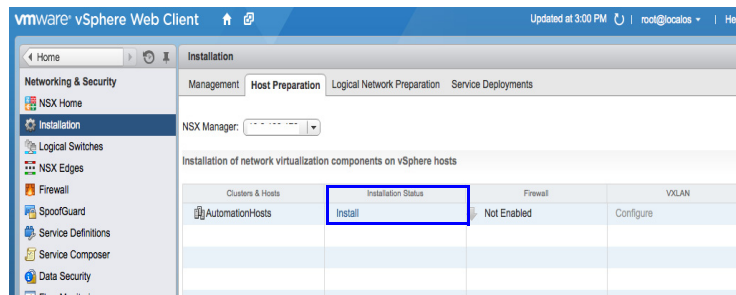 vmware® vSphere Web Client
Updated at 3:00 PM | root@localos | He
Home
Installation
Networking & Security
NSX Home
Installation
Logical Switches
NSX Edges
Firewall
SpoofGuard
Service Definitions
Service Composer
Data Security
Management Host Preparation Logical Network Preparation Service Deployments
NSX Manager:
Installation of network virtualization components on vSphere hosts
Clusters & Hosts Installation Status Firewall VXLAN
AutomationHosts Install Not Enabled Configure